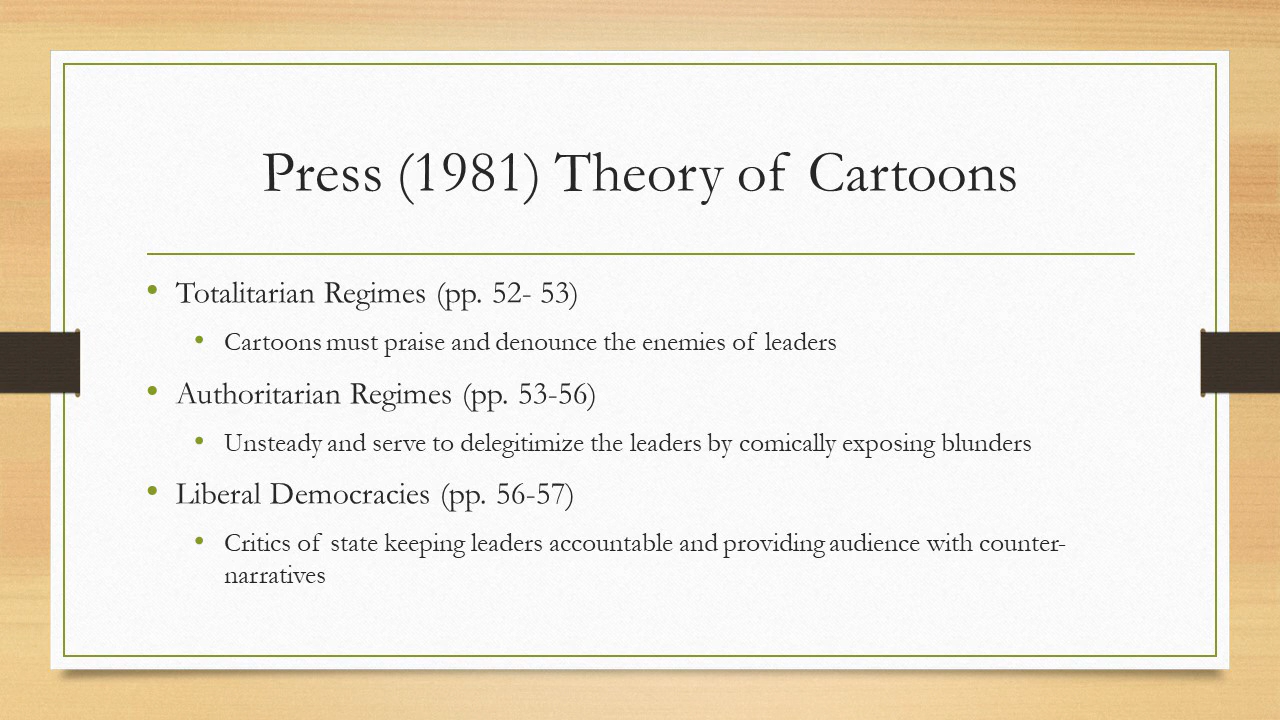 Press (1981) Theory of Cartoons
• Totalitarian Regimes (pp. 52- 53)
• Cartoons must praise and denounce the enemies of leaders
• Authoritarian Regimes (pp. 53-56)
• Unsteady and serve to delegitimize the leaders by comically exposing blunders
• Liberal Democracies (pp. 56-57)
• Critics of state keeping leaders accountable and providing audience with counter-
narratives